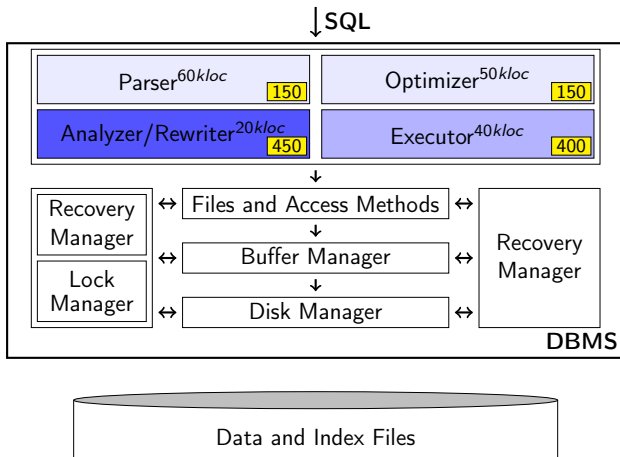 SQL
Parser60kloc
150
Optimizer50kloc
150
Analyzer/Rewriter20kloc
450
Executor40kloc
400
Recovery
Manager
Lock
Manager
Files and Access Methods
Buffer Manager
Disk Manager
Recovery
Manager
DBMS
Data and Index Files